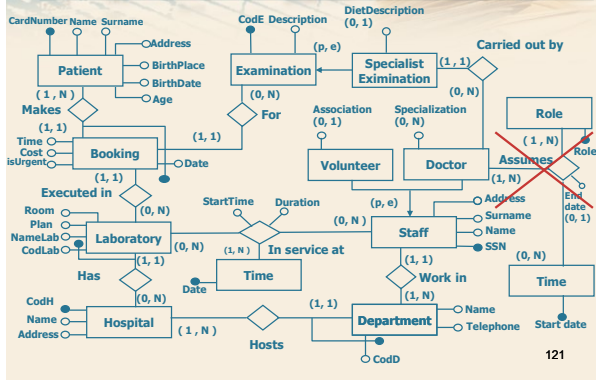 CardNumber Name Surname
CodE Description
DietDescription
(0, 1)
Address
Patient
BirthPlace
BirthDate
Age
Examination
(p, e)
Specialist
Eximination
(1, 1)
Carried out by
(1, N)
Makes
(1, 1)
(0, N)
For
(1, 1)
(0, N)
Association
(0, 1)
Specialization
(0, N)
Role
(1, N)
Time
Cost
isUrgent
Booking
Date
Volunteer
Doctor
Assumes
(1, N)
Role
End
date
(0, 1)
(1, 1)
Executed in
(0, N)
StartTime
Duration
(p, e)
Address
Surname
Name
SSN
Room
Plan
NameLab
CodLab
Laboratory
(0, N)
(1, N)
In service at
(0, N)
Staff
(0, N)
(1, 1)
Has
(0, N)
Time
Date
(1, 1)
Work in
(1, N)
Time
Start date
CodH
Name
Address
Hospital
(1, N)
Hosts
(1, 1)
Department
Name
Telephone
CodD
121